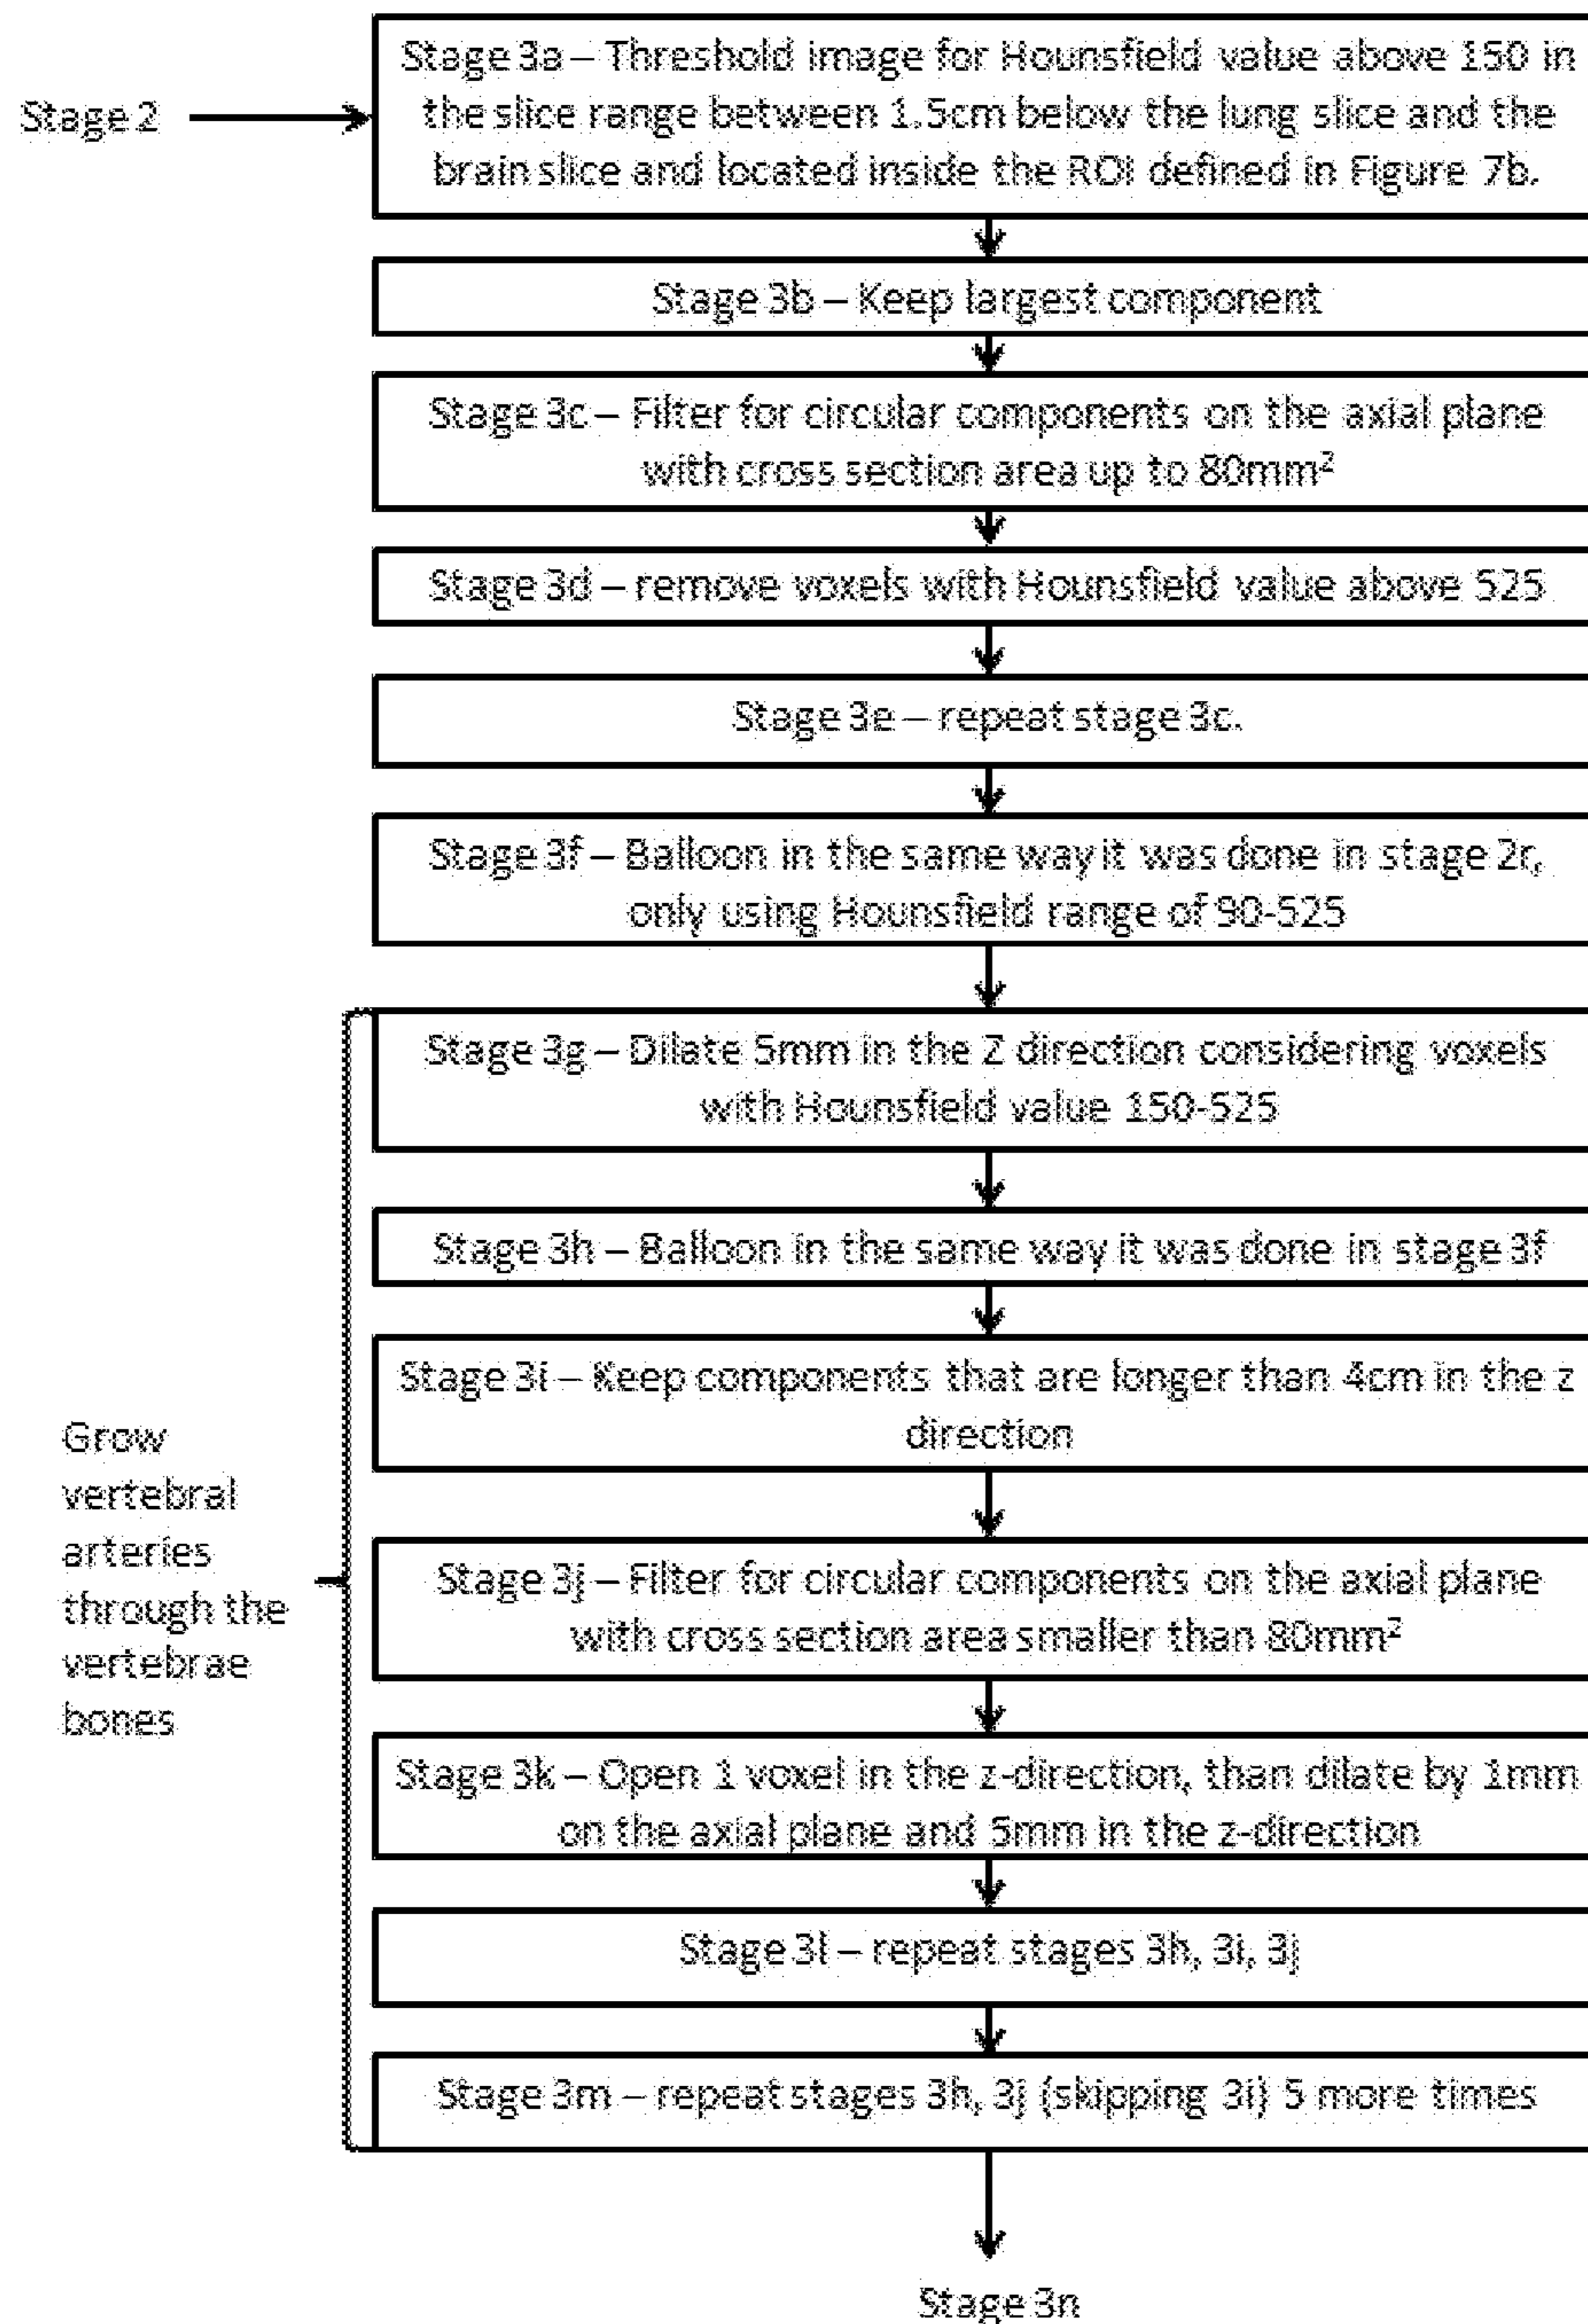 Stage 3a – Threshold image for Hounsfield value above 150 in
the slice range between 1.5cm below the lung slice and the
brain slice and located inside the ROI defined in Figure 7b.
Stage 2
Stage 3b – Keep largest component
Stage 3c – Filter for circular components on the axial plane
with cross section area up to 80mm²
Stage 3d – remove voxels with Hounsfield value above 525
Stage 3e – repeat stage 3c.
Stage 3f – Balloon in the same way it was done in stage 2r,
only using Hounsfield range of 90-525
Stage 3g – Dilate 5mm in the Z direction considering voxels
with Hounsfield value 150-525
Stage 3h – Balloon in the same way it was done in stage 3f
Stage 3i – Keep components that are longer than 4cm in the z
direction
Grow
vertebral
arteries
through the
vertebrae
bones
Stage 3j – Filter for circular components on the axial plane
with cross section area smaller than 80mm²
Stage 3k – Open 1 voxel in the z-direction, than dilate by 1mm
on the axial plane and 5mm in the z-direction
Stage 3l – repeat stages 3h, 3i, 3j
Stage 3m – repeat stages 3h, 3j (skipping 3i) 5 more times
Stage 3n